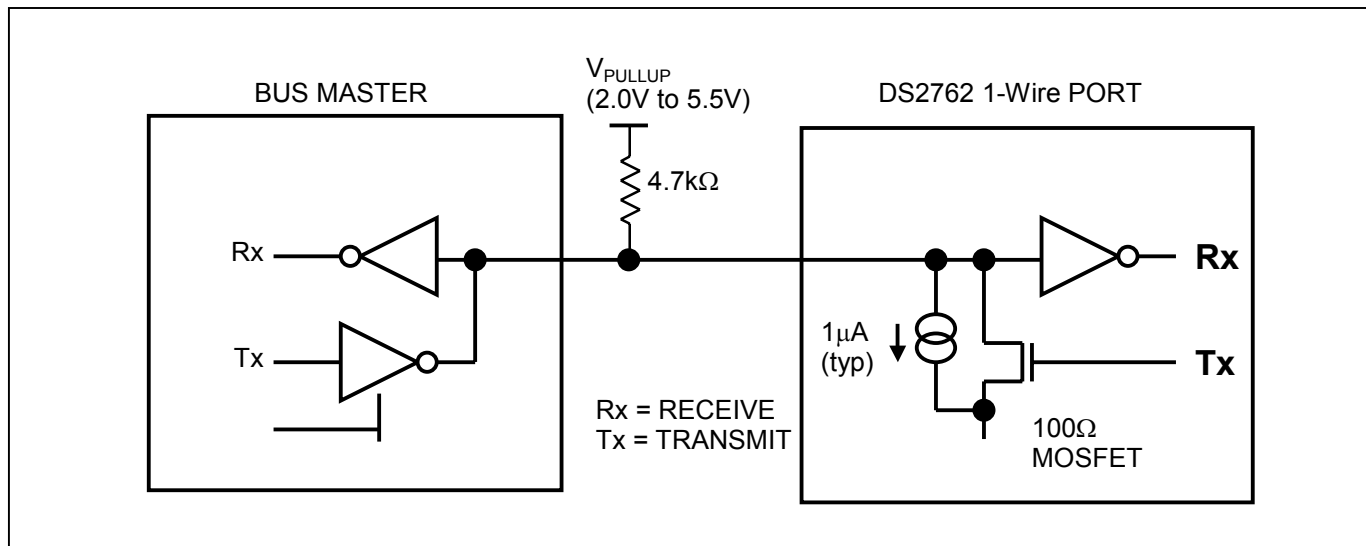 V_PULLUP
(2.0V to 5.5V)
BUS MASTER
DS2762 1-Wire PORT
4.7kΩ
Rx
Rx
1μA
(typ)
Tx
Tx
Rx = RECEIVE
Tx = TRANSMIT
100Ω
MOSFET